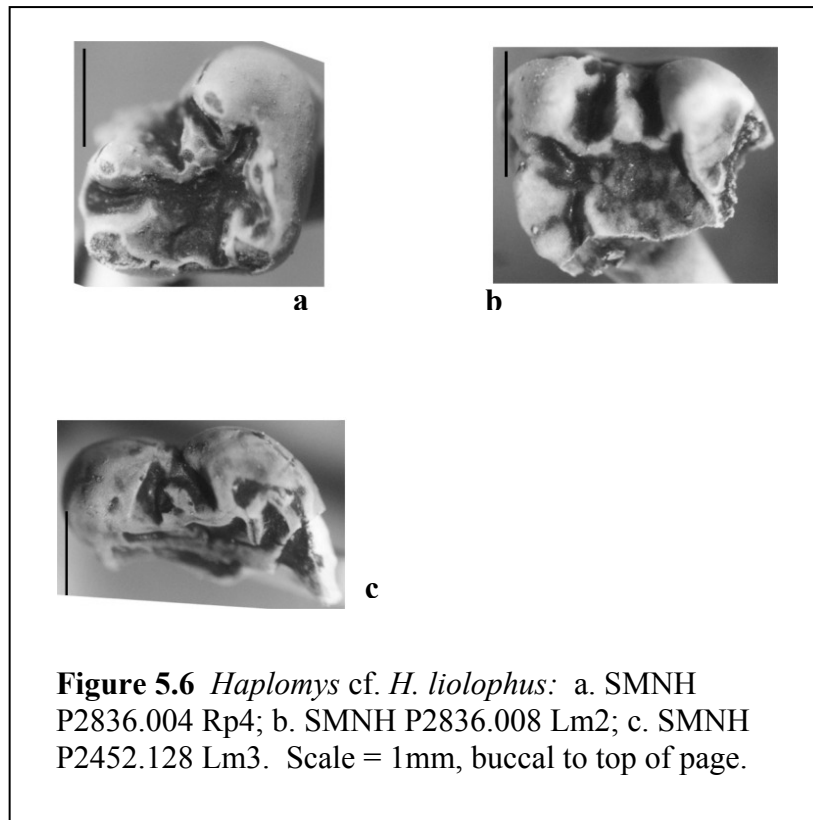 a
b
c
Figure 5.6 Haplomys cf. H. liolophus: a. SMNH
P2836.004 Rp4; b. SMNH P2836.008 Lm2; c. SMNH
P2452.128 Lm3. Scale = 1mm, buccal to top of page.